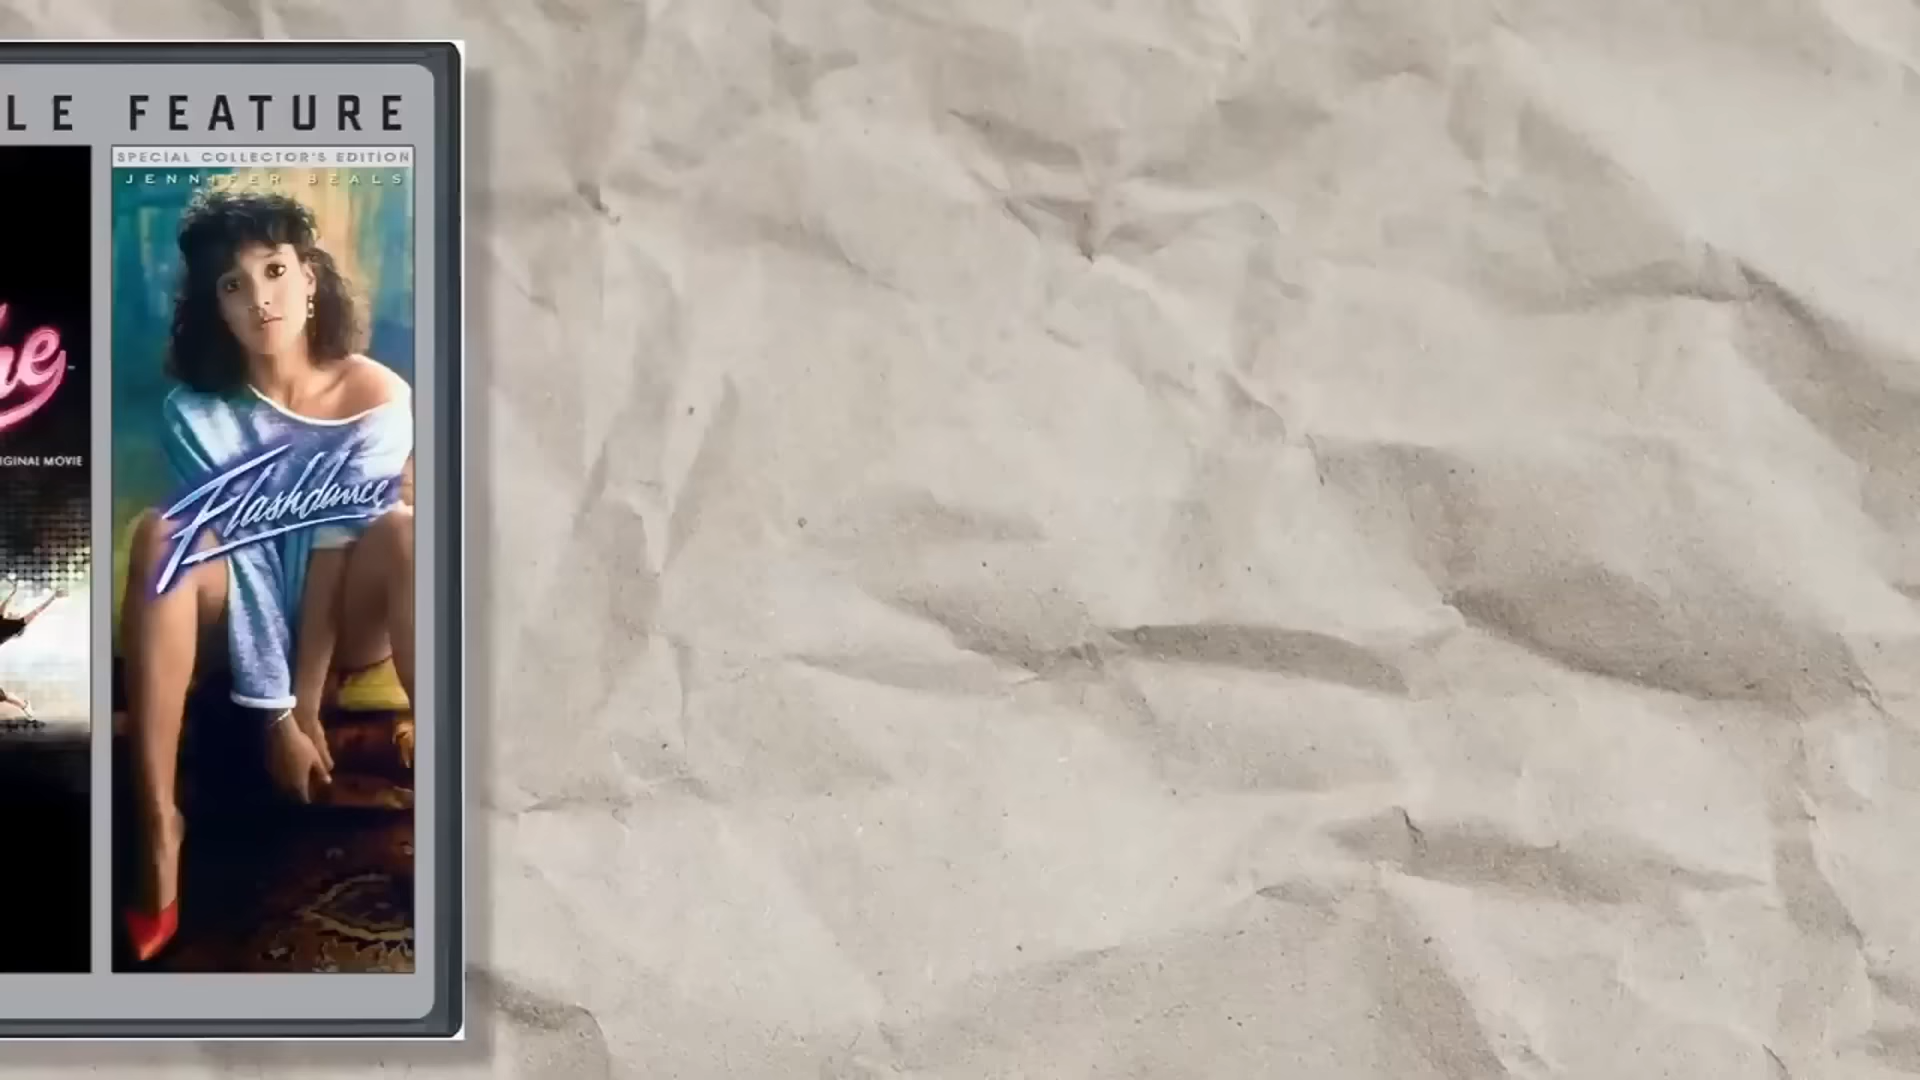 LE FEATURE
SPECIAL COLLECTOR'S EDITION
JENNIFER BEALS
Flashdance
IGINAL MOVIE